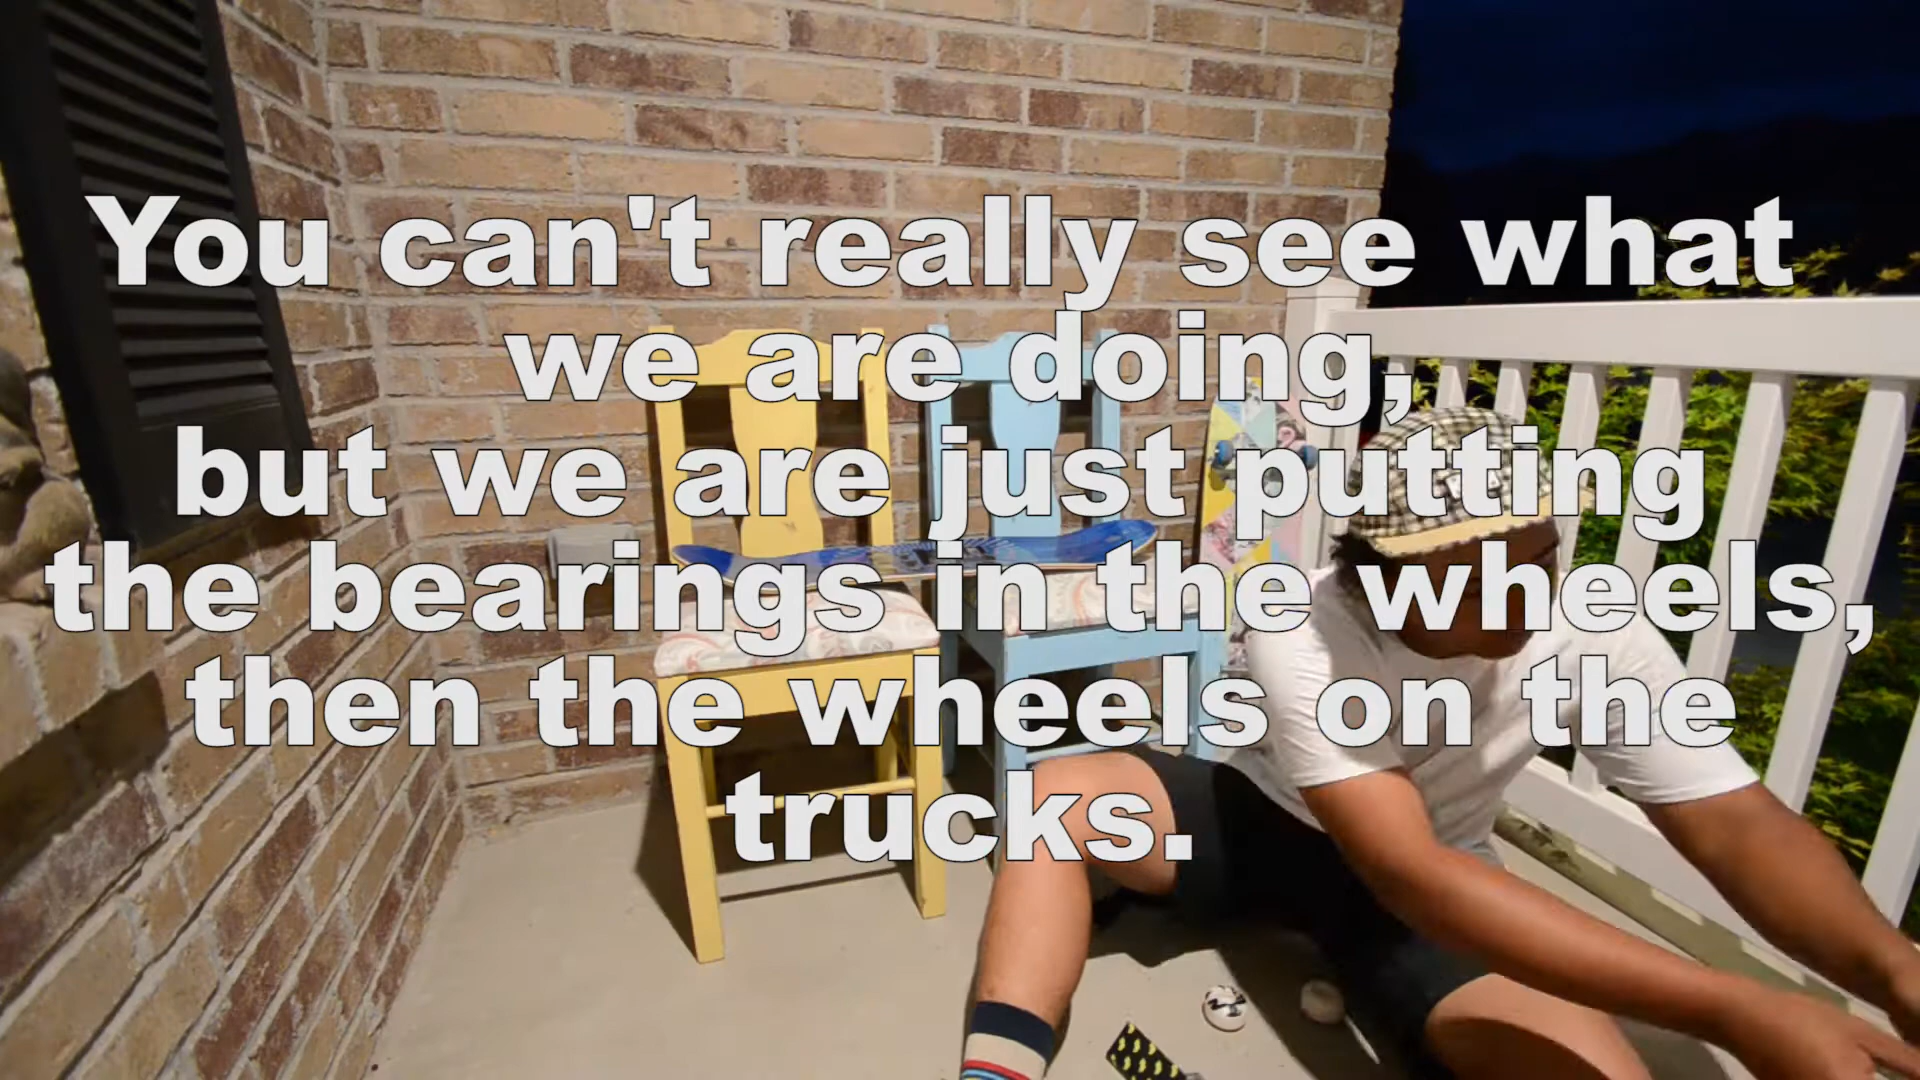 You can't really see what
we are doing,
but we are just putting
the bearings in the wheels,
then the wheels on the
trucks.